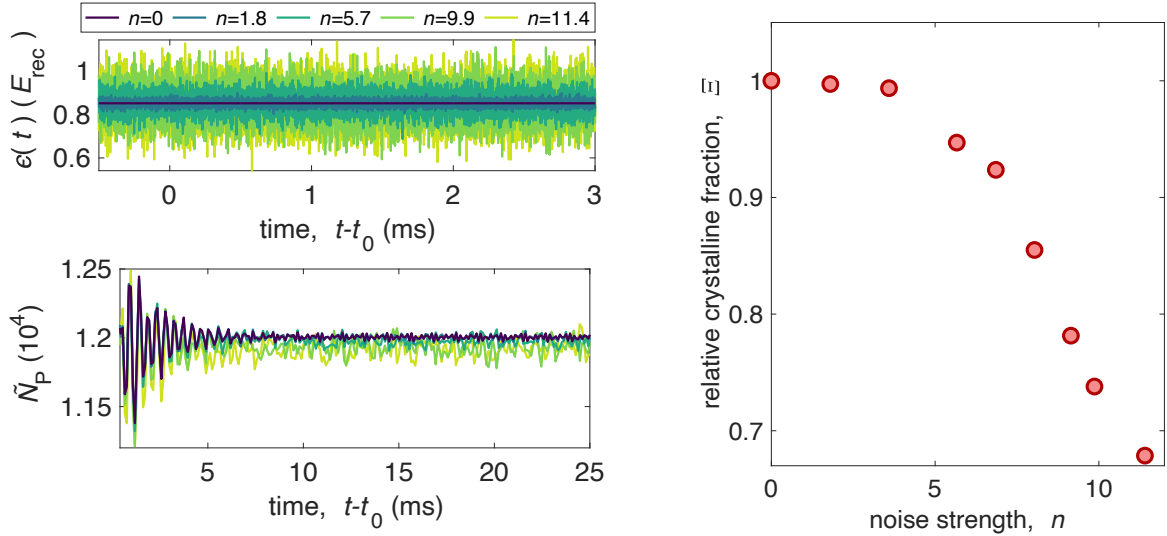 n=0 n=1.8 n=5.7 n=9.9 n=11.4
ϵ(t) (E_rec)
1
0.8
0.6
0 1 2 3
time, t-t_0 (ms)
Ñ_P (10^4)
1.25
1.2
1.15
5 10 15 20 25
time, t-t_0 (ms)
relative crystalline fraction, Ξ
1
0.9
0.8
0.7
0 5 10
noise strength, n